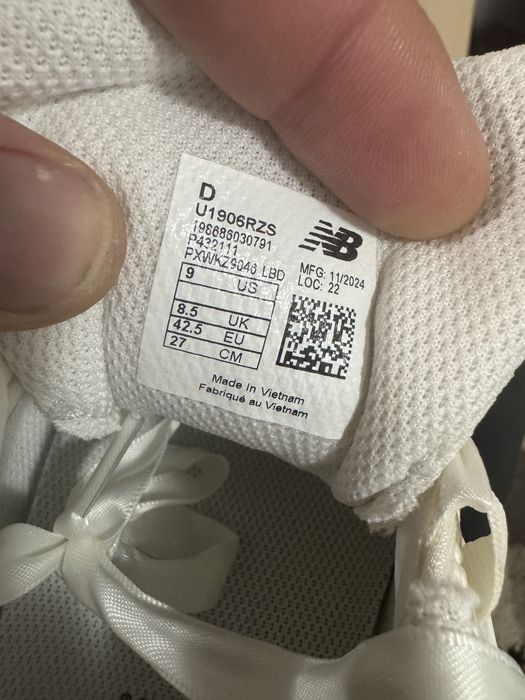 D
U1906RZS
196686030791
P432111
PXWKZ9046 LBD
NB
MFG: 11/2024
LOC: 22
9 US
8.5 UK
42.5 EU
27 CM
Made in Vietnam
Fabriqué au Vietnam